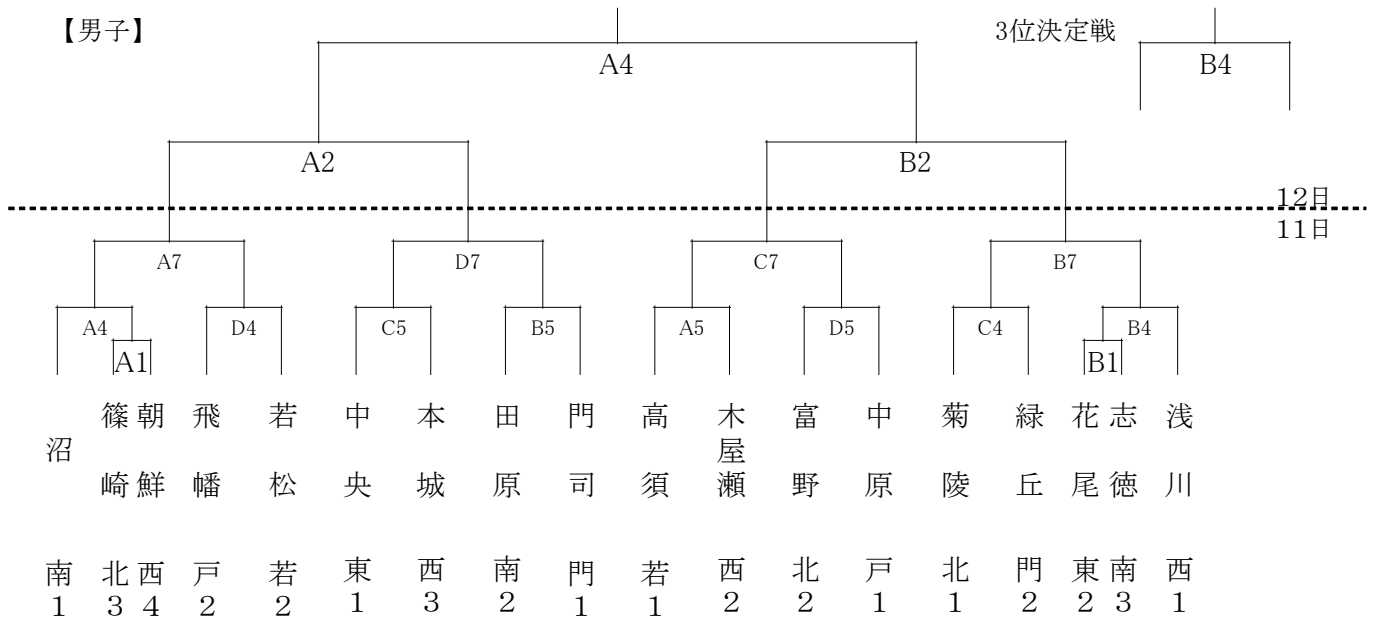 【男子】
3位決定戦
A4
B4
A2
B2
12日
11日
A7
D7
C7
B7
A4
D4
C5
B5
A5
D5
C4
B4
A1
B1
沼
篠崎
朝鮮
飛幡
若松
中央
本城
田原
門司
高須
木屋瀬
富野
中原
菊陵
緑丘
花尾
志徳
浅川
南1
北3
西4
戸2
若2
東1
西3
南2
門1
若1
西2
北2
戸1
北1
門2
東2
南3
西1